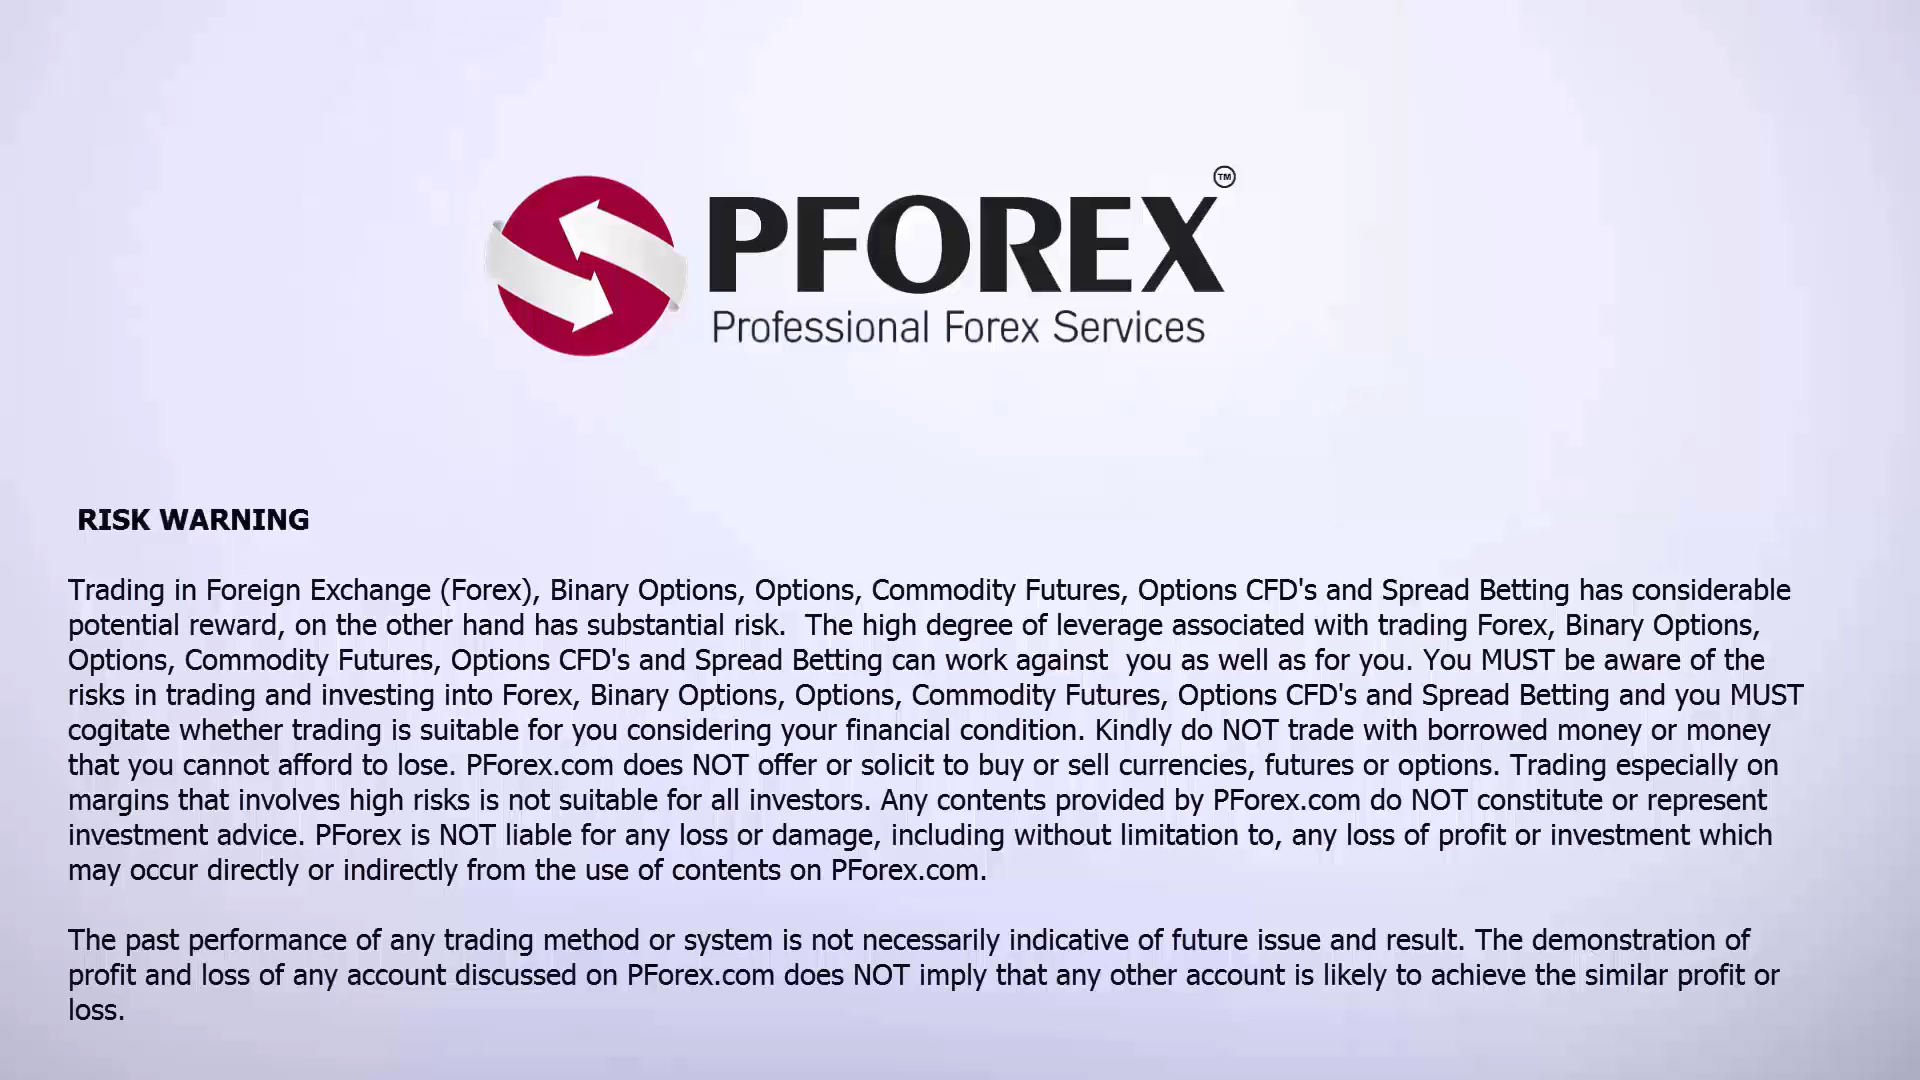 PFOREX TM
Professional Forex Services
RISK WARNING
Trading in Foreign Exchange (Forex), Binary Options, Options, Commodity Futures, Options CFD's and Spread Betting has considerable
potential reward, on the other hand has substantial risk.  The high degree of leverage associated with trading Forex, Binary Options,
Options, Commodity Futures, Options CFD's and Spread Betting can work against  you as well as for you. You MUST be aware of the
risks in trading and investing into Forex, Binary Options, Options, Commodity Futures, Options CFD's and Spread Betting and you MUST
cogitate whether trading is suitable for you considering your financial condition. Kindly do NOT trade with borrowed money or money
that you cannot afford to lose. PForex.com does NOT offer or solicit to buy or sell currencies, futures or options. Trading especially on
margins that involves high risks is not suitable for all investors. Any contents provided by PForex.com do NOT constitute or represent
investment advice. PForex is NOT liable for any loss or damage, including without limitation to, any loss of profit or investment which
may occur directly or indirectly from the use of contents on PForex.com.
The past performance of any trading method or system is not necessarily indicative of future issue and result. The demonstration of
profit and loss of any account discussed on PForex.com does NOT imply that any other account is likely to achieve the similar profit or
loss.